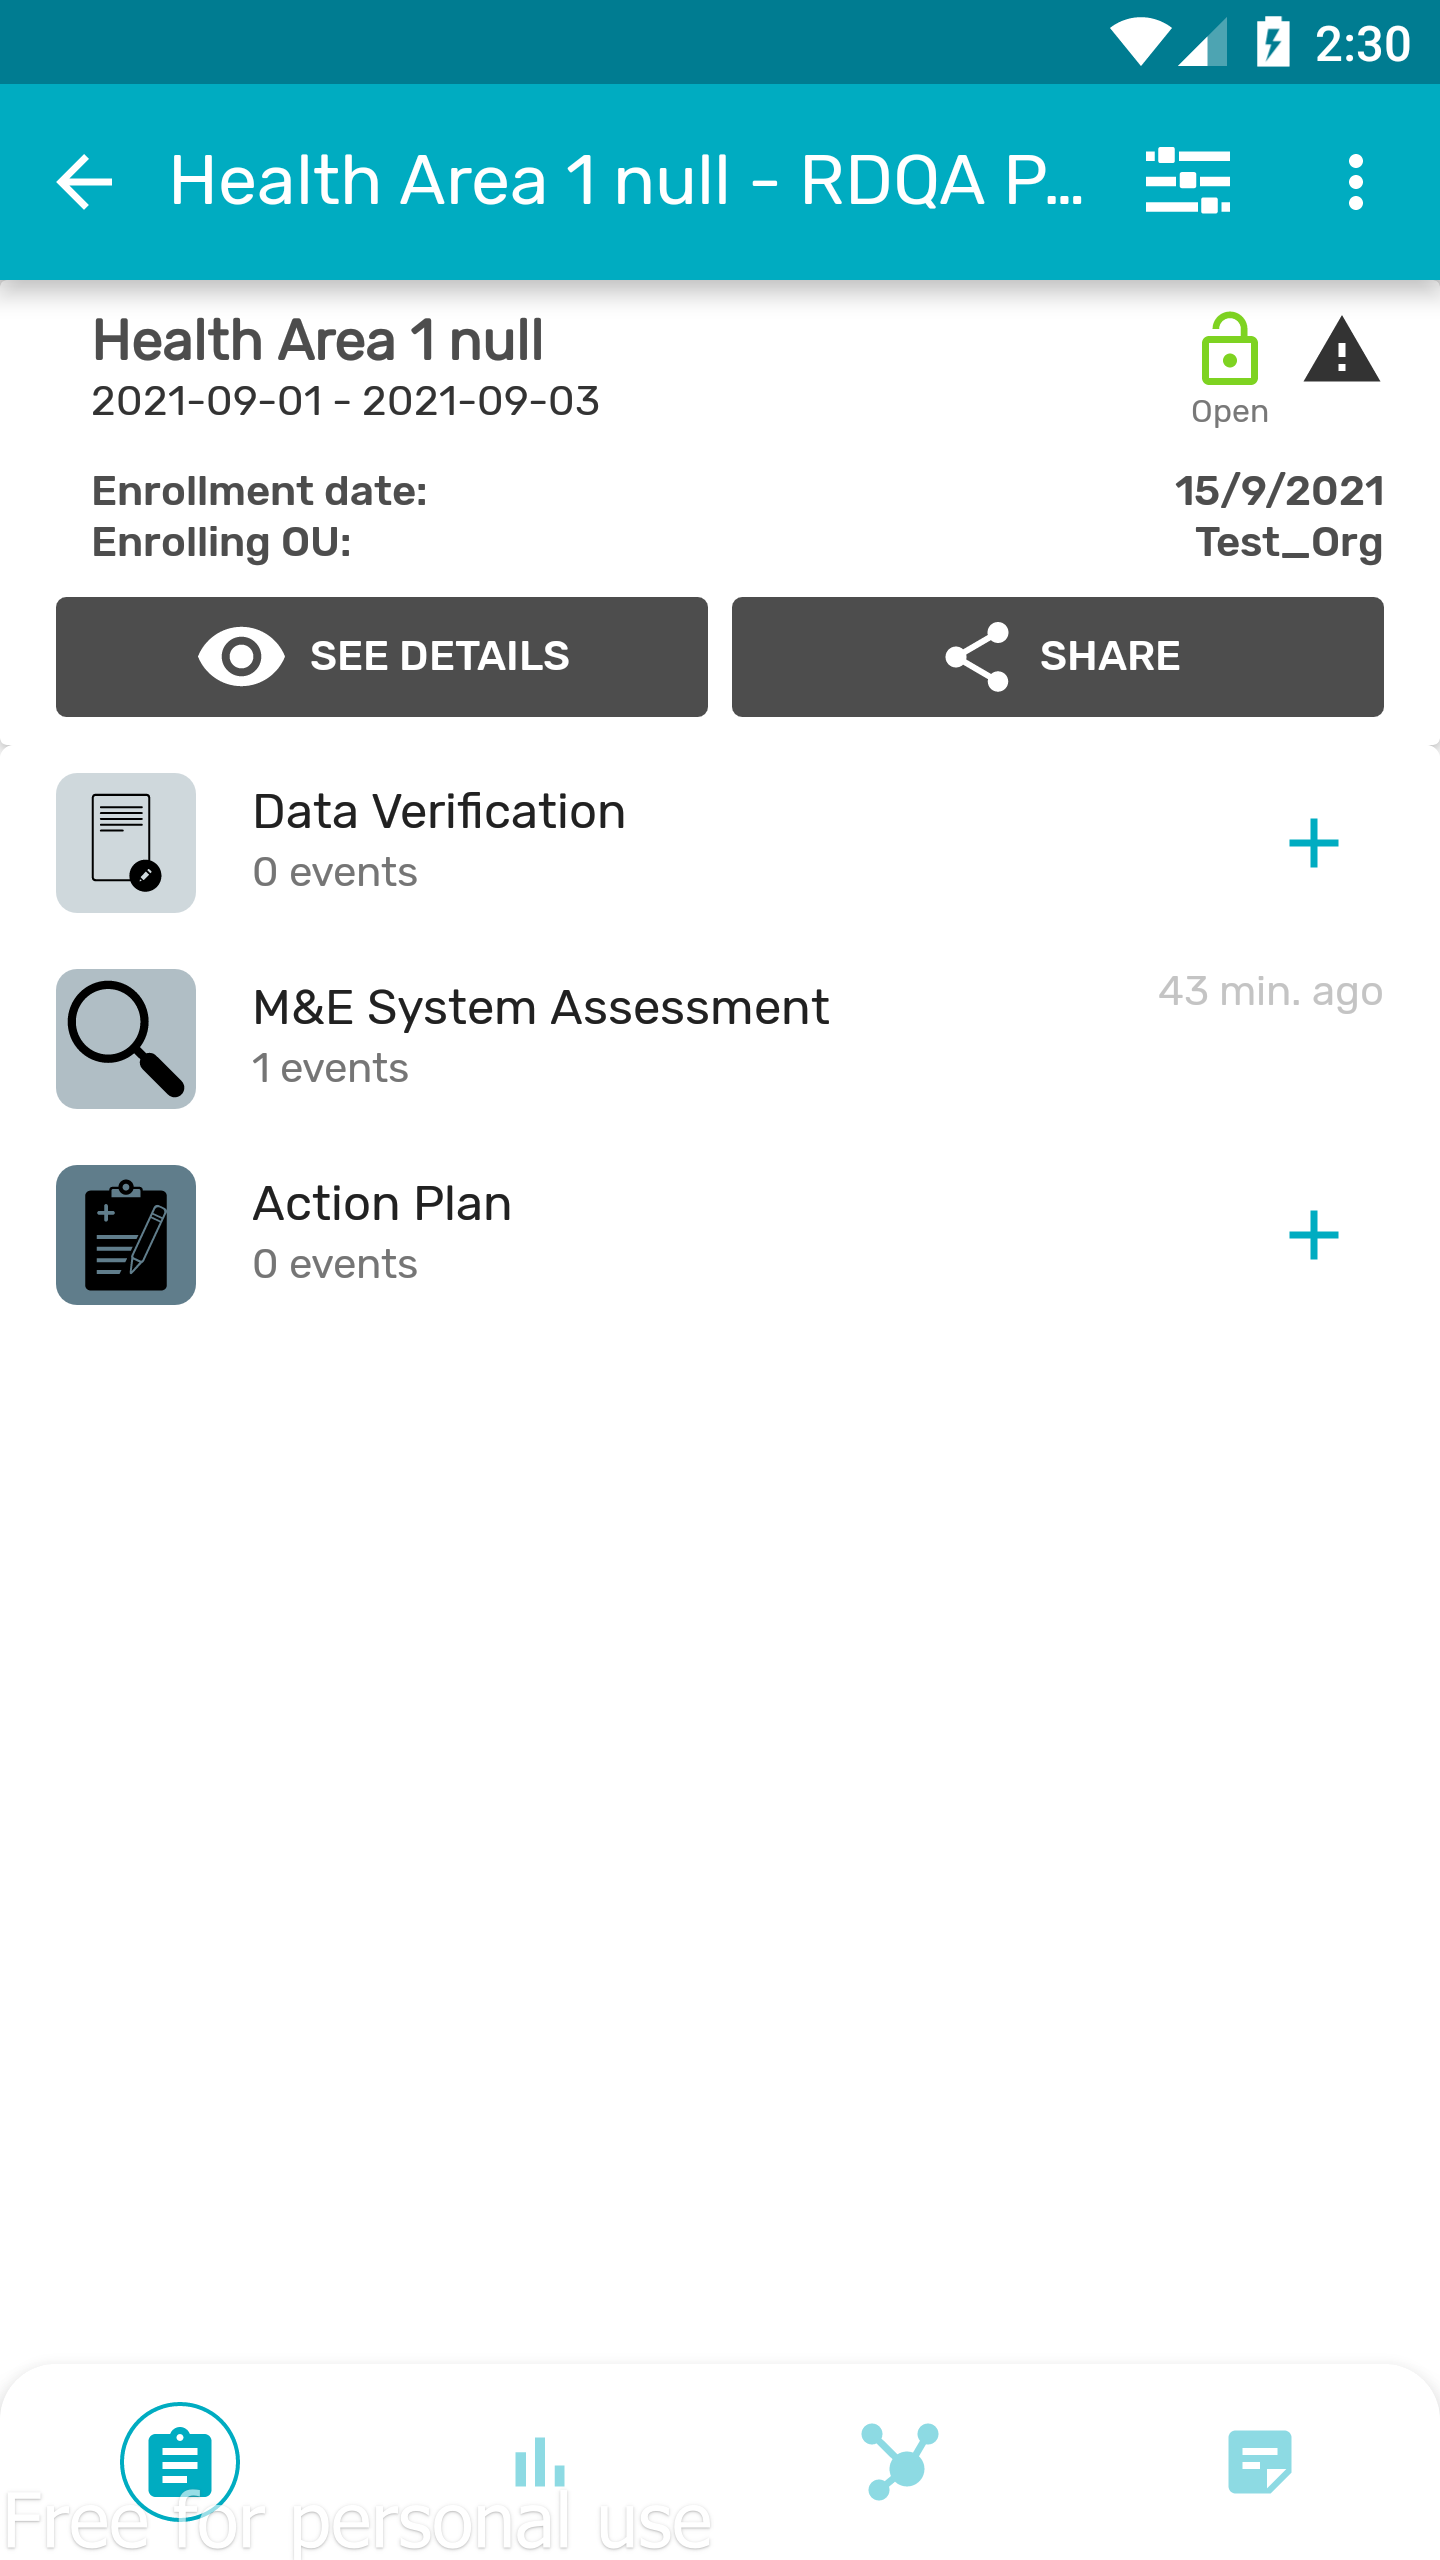 2:30
Health Area 1 null - RDQA P...
Health Area 1 null
2021-09-01 - 2021-09-03
Open
Enrollment date:
15/9/2021
Enrolling OU:
Test_Org
SEE DETAILS
SHARE
Data Verification
0 events
M&E System Assessment
43 min. ago
1 events
Action Plan
0 events
Free for personal use